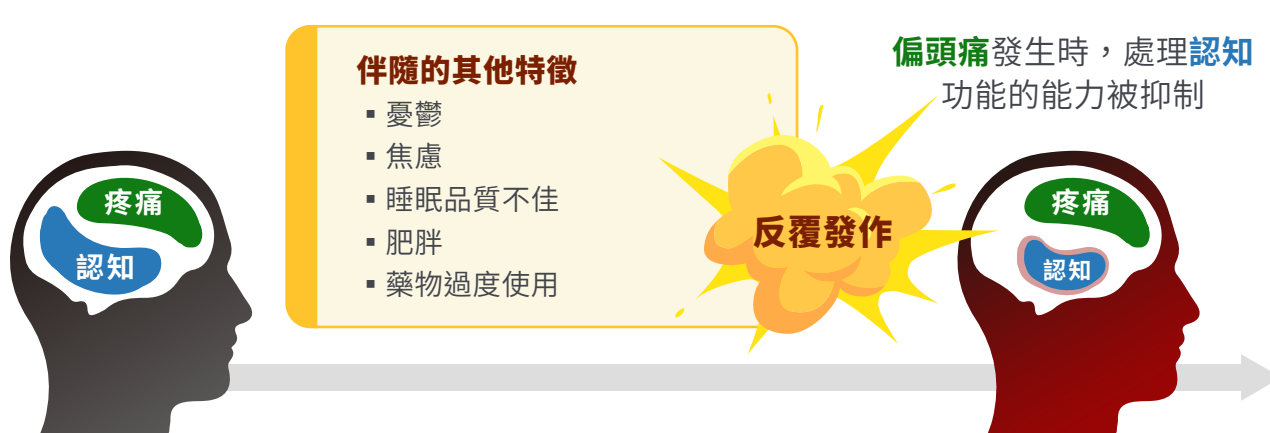 偏頭痛發生時，處理認知
功能的能力被抑制
伴隨的其他特徵
▪ 憂鬱
▪ 焦慮
▪ 睡眠品質不佳
▪ 肥胖
▪ 藥物過度使用
疼痛
認知
反覆發作
疼痛
認知